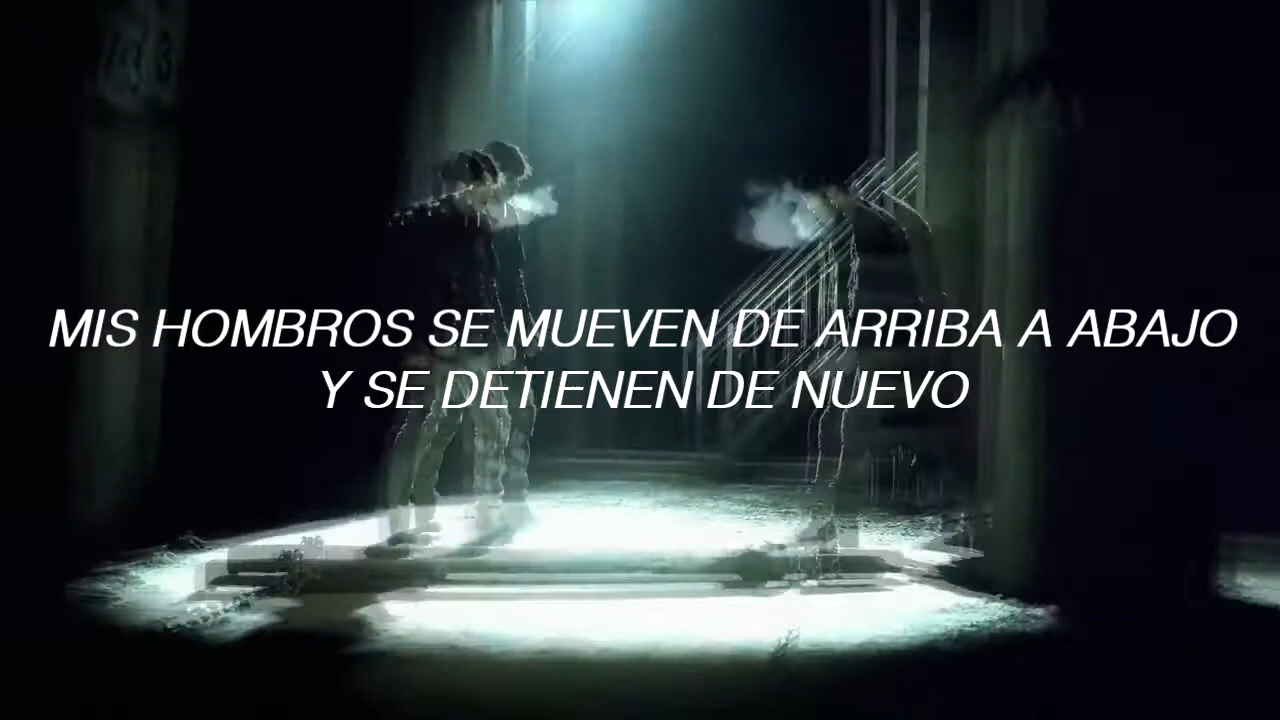 MIS HOMBROS SE MUEVEN DE ARRIBA A ABAJO
Y SE DETIENEN DE NUEVO